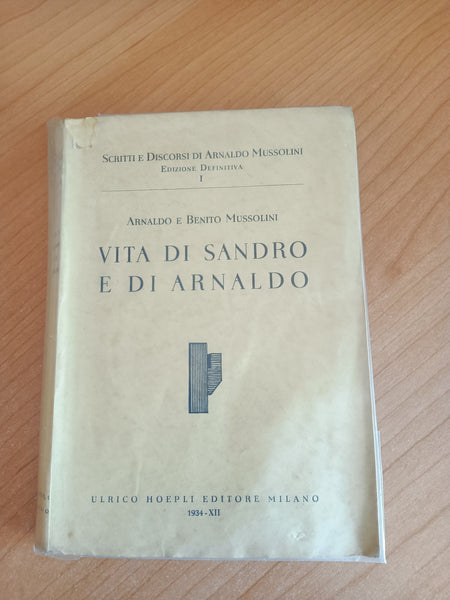 Scritti e Discorsi di Arnaldo Mussolini
Edizione Definitiva
I
Arnaldo e Benito Mussolini
VITA DI SANDRO
E DI ARNALDO
ULRICO HOEPLI EDITORE MILANO
1934-XII